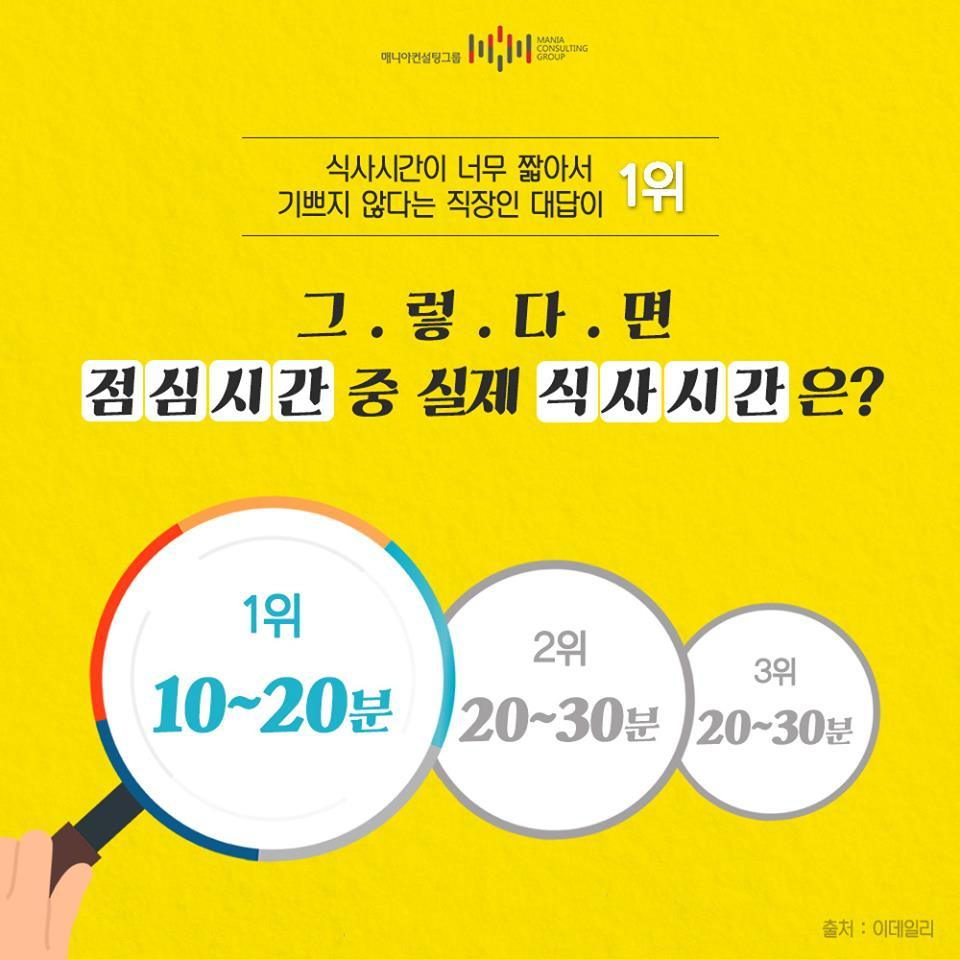 매니아컨설팅그룹
MANIA
CONSULTING
GROUP
식사시간이 너무 짧아서
기쁘지 않다는 직장인 대답이
1위
그.렇.다.면
점심시간 중 실제 식사시간은?
1위
10~20분
2위
20~30분
3위
20~30분
출처 : 이데일리